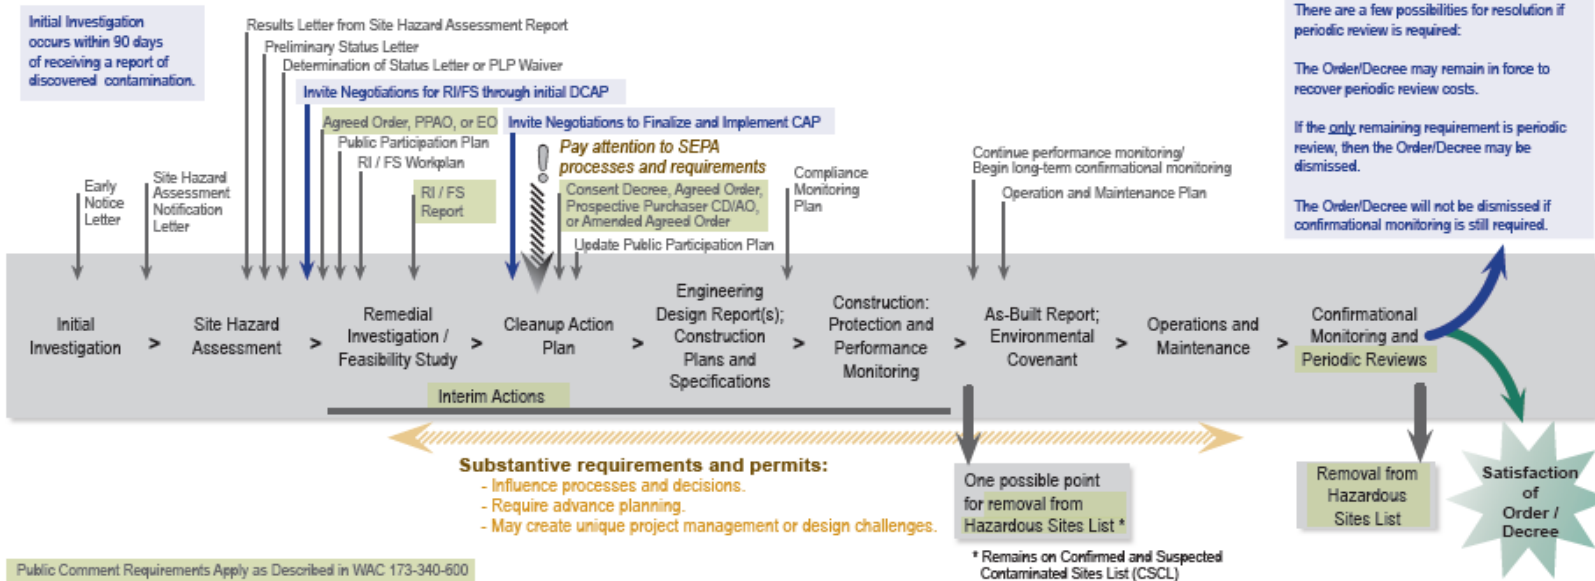 Initial Investigation
occurs within 90 days
of receiving a report of
discovered contamination.
Results Letter from Site Hazard Assessment Report
Preliminary Status Letter
Determination of Status Letter or PLP Waiver
Invite Negotiations for RI/FS through initial DCAP
Agreed Order, PPAO, or EO
Public Participation Plan
RI / FS Workplan
RI / FS
Report
Early
Notice
Letter
Site Hazard
Assessment
Notification
Letter
Invite Negotiations to Finalize and Implement CAP
!
Pay attention to SEPA
processes and requirements
Consent Decree, Agreed Order,
Prospective Purchaser CD/AO,
or Amended Agreed Order
Update Public Participation Plan
Compliance
Monitoring
Plan
Continue performance monitoring/
Begin long-term confirmational monitoring
Operation and Maintenance Plan
There are a few possibilities for resolution if
periodic review is required:
The Order/Decree may remain in force to
recover periodic review costs.
If the only remaining requirement is periodic
review, then the Order/Decree may be
dismissed.
The Order/Decree will not be dismissed if
confirmational monitoring is still required.
Initial
Investigation
>
Site Hazard
Assessment
>
Remedial
Investigation /
Feasibility Study
>
Cleanup Action
Plan
>
Engineering
Design Report(s);
Construction
Plans and
Specifications
>
Construction:
Protection and
Performance
Monitoring
>
As-Built Report;
Environmental
Covenant
>
Operations and
Maintenance
>
Confirmational
Monitoring and
Periodic Reviews
Interim Actions
Substantive requirements and permits:
- Influence processes and decisions.
- Require advance planning.
- May create unique project management or design challenges.
One possible point
for removal from
Hazardous Sites List *
* Remains on Confirmed and Suspected
Contaminated Sites List (CSCL)
Removal from
Hazardous
Sites List
Satisfaction
of
Order /
Decree
Public Comment Requirements Apply as Described in WAC 173-340-600